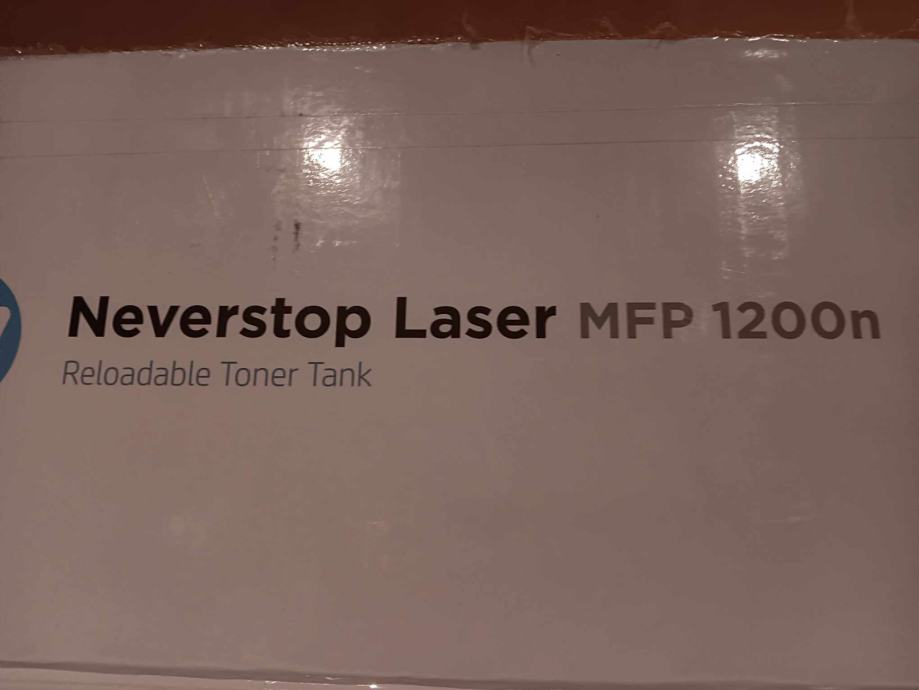 Neverstop Laser MFP 1200n
Reloadable Toner Tank